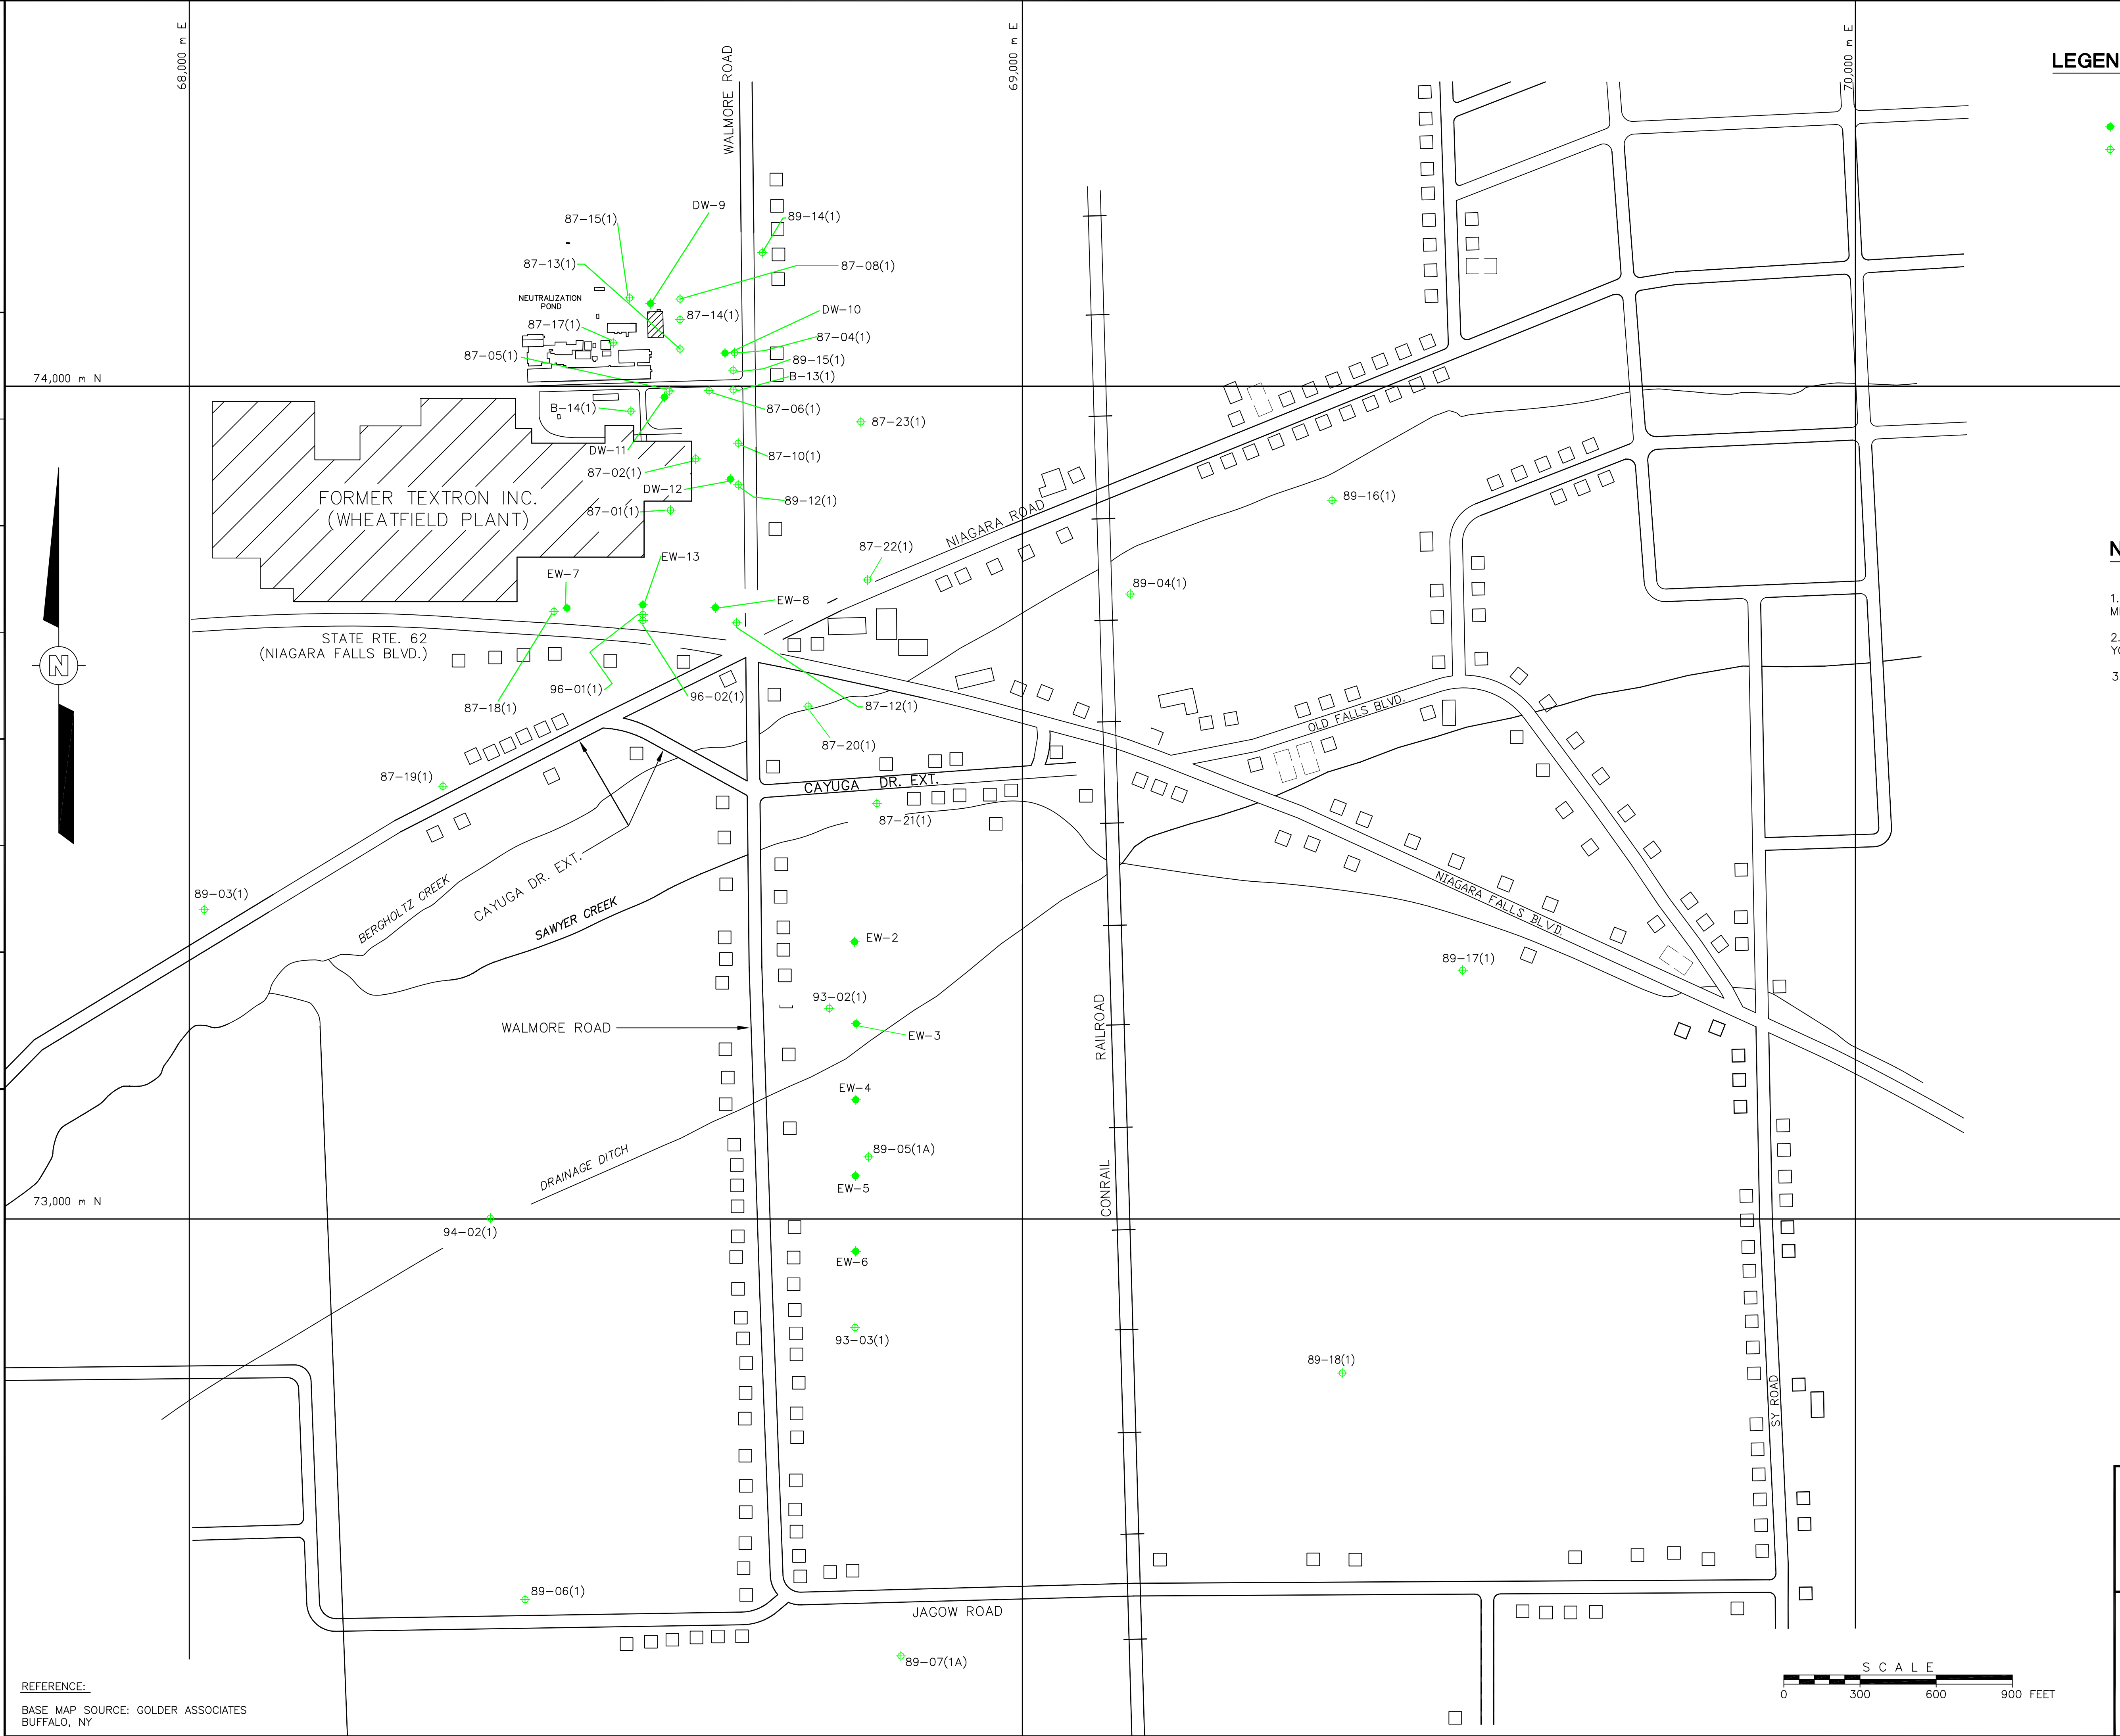 68,000 m E
69,000 m E
70,000 m E
LEGEN
WALMORE ROAD
DW-9
87-15(1)
89-14(1)
87-13(1)
87-08(1)
NEUTRALIZATION
POND
87-14(1)
DW-10
87-17(1)
87-04(1)
87-05(1)
89-15(1)
B-13(1)
74,000 m N
B-14(1)
87-06(1)
87-23(1)
DW-11
87-10(1)
87-02(1)
DW-12
89-12(1)
87-01(1)
FORMER TEXTRON INC.
(WHEATFIELD PLANT)
89-16(1)
NIAGARA ROAD
87-22(1)
EW-13
EW-7
89-04(1)
EW-8
N
N
1.
M
2.
Y
3.
STATE RTE. 62
(NIAGARA FALLS BLVD.)
96-01(1)
96-02(1)
87-18(1)
87-12(1)
OLD FALLS BLVD.
87-20(1)
87-19(1)
CAYUGA DR. EXT.
87-21(1)
CAYUGA DR. EXT.
89-03(1)
BERGHOLTZ CREEK
SAWYER CREEK
NIAGARA FALLS BLVD.
EW-2
89-17(1)
93-02(1)
WALMORE ROAD
EW-3
RAILROAD
EW-4
89-05(1A)
DRAINAGE DITCH
EW-5
CONRAIL
73,000 m N
94-02(1)
EW-6
93-03(1)
89-18(1)
SY ROAD
89-06(1)
JAGOW ROAD
89-07(1A)
REFERENCE:
BASE MAP SOURCE: GOLDER ASSOCIATES
BUFFALO, NY
SCALE
0 300 600 900 FEET